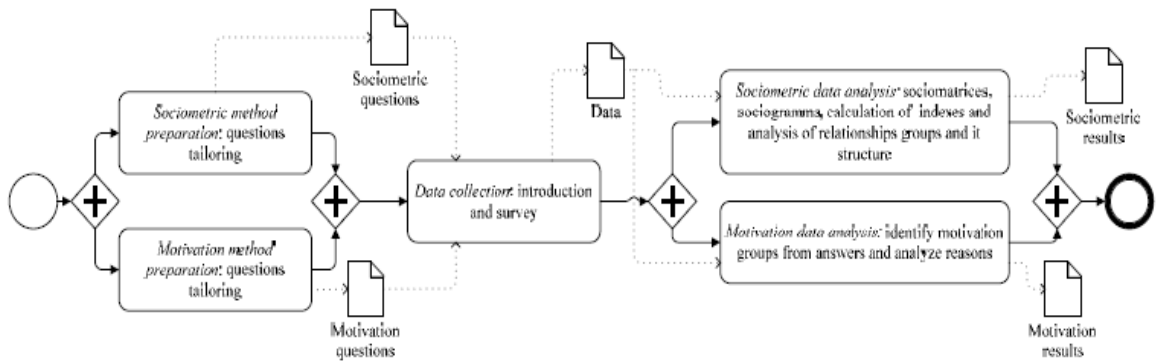 Sociometric method
preparation: questions
tailoring
Motivation method
preparation: questions
tailoring
Sociometric
questions
Motivation
questions
Data collection: introduction
and survey
Data
Sociometric data analysis: sociomatrices,
sociogramma, calculation of indexes and
analysis of relationships groups and it
structure
Motivation data analysis: identify motivation
groups from answers and analyze reasons
Sociometric
results
Motivation
results